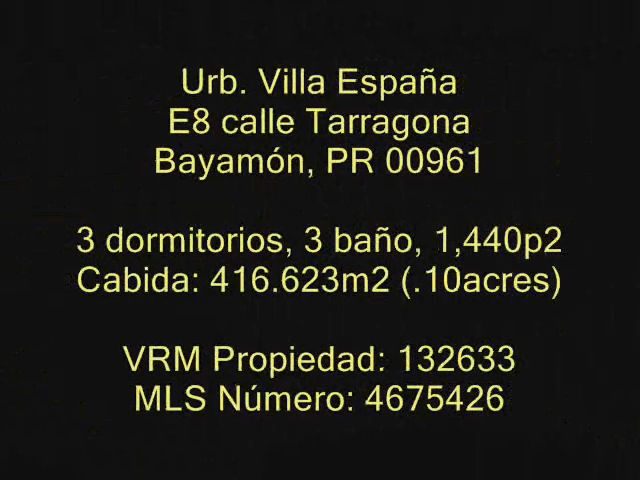 Urb. Villa España
E8 calle Tarragona
Bayamón, PR 00961
3 dormitorios, 3 baño, 1,440p2
Cabida: 416.623m2 (.10acres)
VRM Propiedad: 132633
MLS Número: 4675426